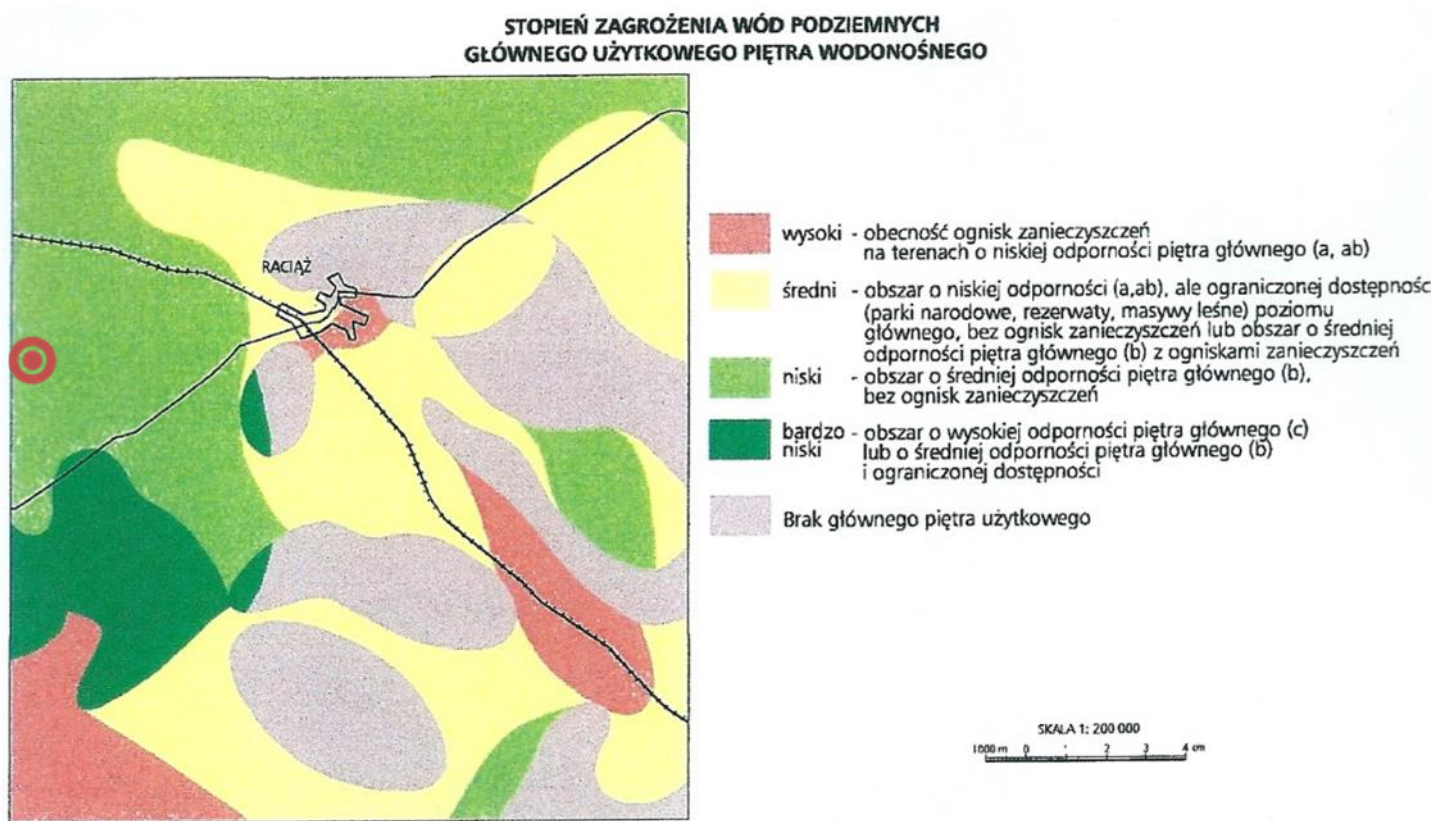 STOPIEŃ ZAGROŻENIA WÓD PODZIEMNYCH
GŁÓWNEGO UŻYTKOWEGO PIĘTRA WODONOŚNEGO
RACIĄŻ
wysoki - obecność ognisk zanieczyszczeń
na terenach o niskiej odporności piętra głównego (a, ab)
średni - obszar o niskiej odporności (a,ab), ale ograniczonej dostępnośc
(parki narodowe, rezerwaty, masywy leśne) poziomu
głównego, bez ognisk zanieczyszczeń lub obszar o średniej
odporności piętra głównego (b) z ogniskami zanieczyszczeń
niski - obszar o średniej odporności piętra głównego (b),
bez ognisk zanieczyszczeń
bardzo - obszar o wysokiej odporności piętra głównego (c)
niski lub o średniej odporności piętra głównego (b)
i ograniczonej dostępności
Brak głównego piętra użytkowego
SKALA 1: 200 000
1000 m 0 1 2 3 4 cm